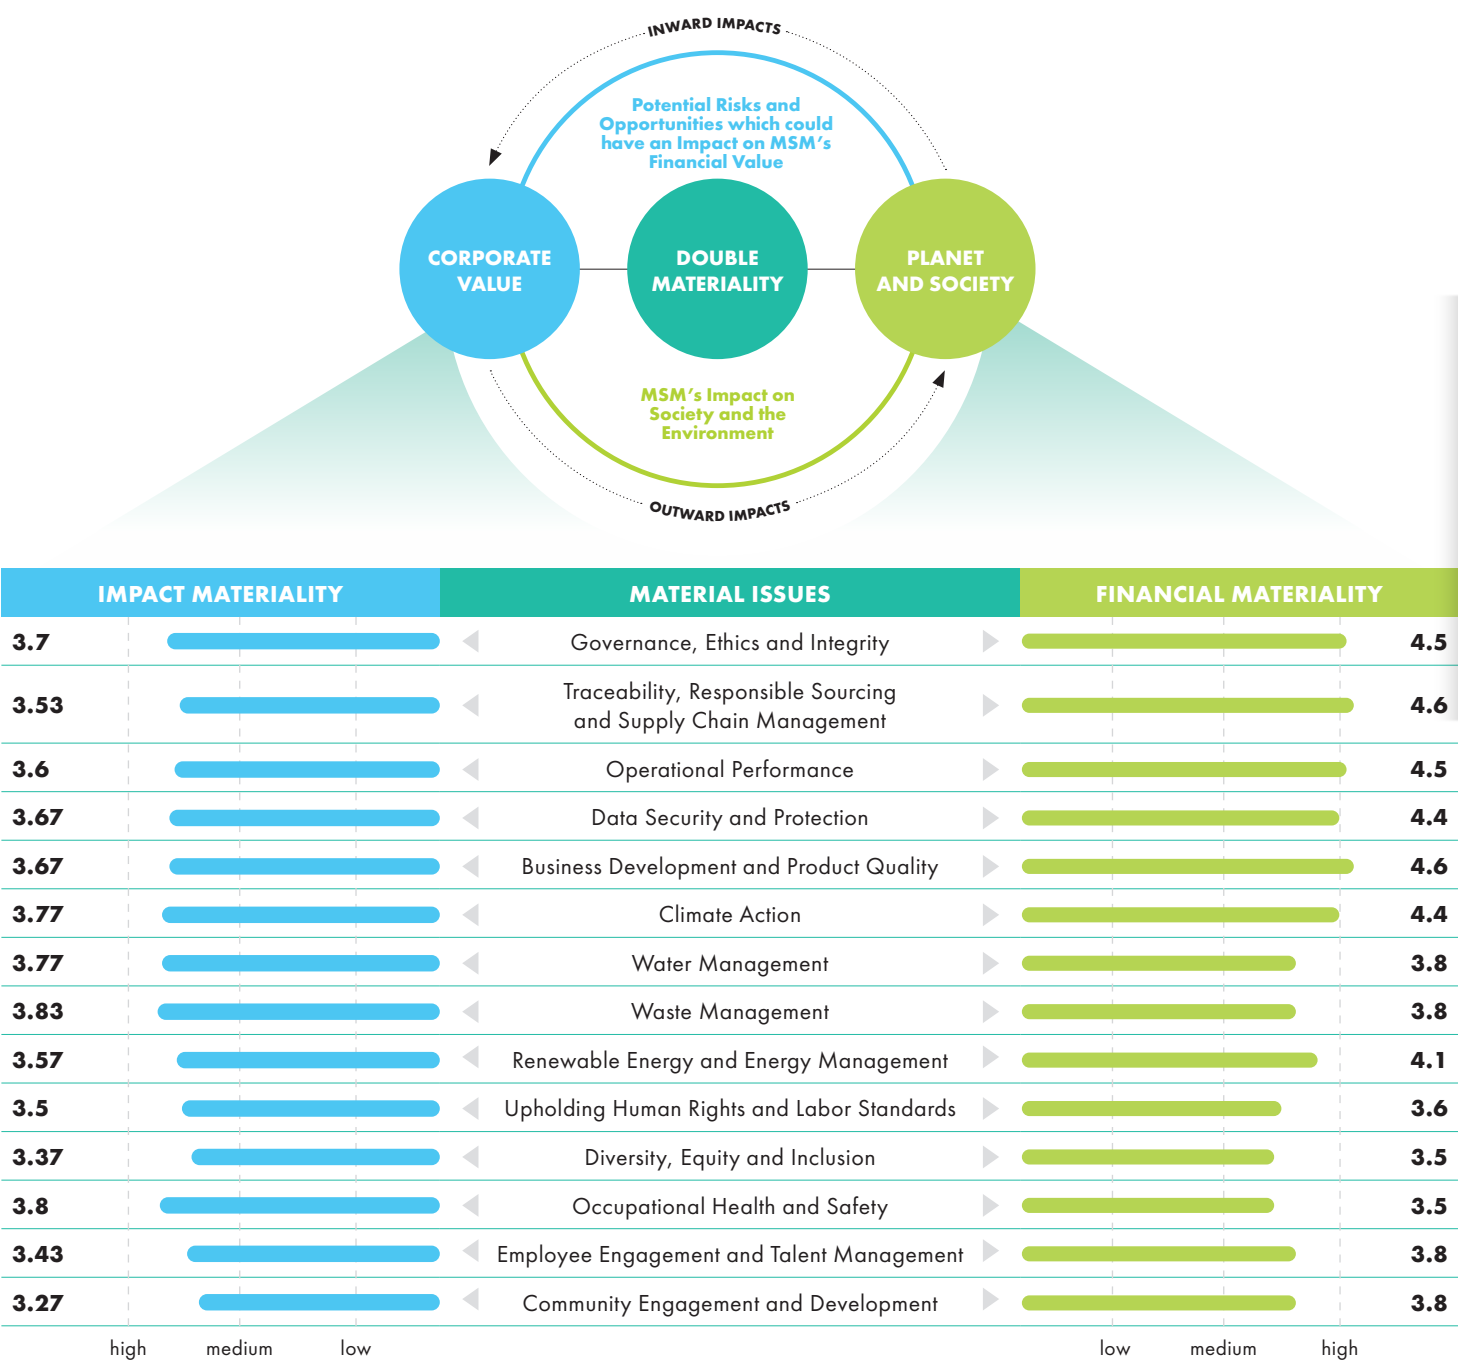 INWARD IMPACTS
Potential Risks and
Opportunities which could
have an Impact on MSM's
Financial Value
CORPORATE
VALUE
DOUBLE
MATERIALITY
PLANET
AND SOCIETY
MSM's Impact on
Society and the
Environment
OUTWARD IMPACTS
IMPACT MATERIALITY MATERIAL ISSUES FINANCIAL MATERIALITY
3.7 Governance, Ethics and Integrity 4.5
3.53 Traceability, Responsible Sourcing
and Supply Chain Management 4.6
3.6 Operational Performance 4.5
3.67 Data Security and Protection 4.4
3.67 Business Development and Product Quality 4.6
3.77 Climate Action 4.4
3.77 Water Management 3.8
3.83 Waste Management 3.8
3.57 Renewable Energy and Energy Management 4.1
3.5 Upholding Human Rights and Labor Standards 3.6
3.37 Diversity, Equity and Inclusion 3.5
3.8 Occupational Health and Safety 3.5
3.43 Employee Engagement and Talent Management 3.8
3.27 Community Engagement and Development 3.8
high medium low low medium high